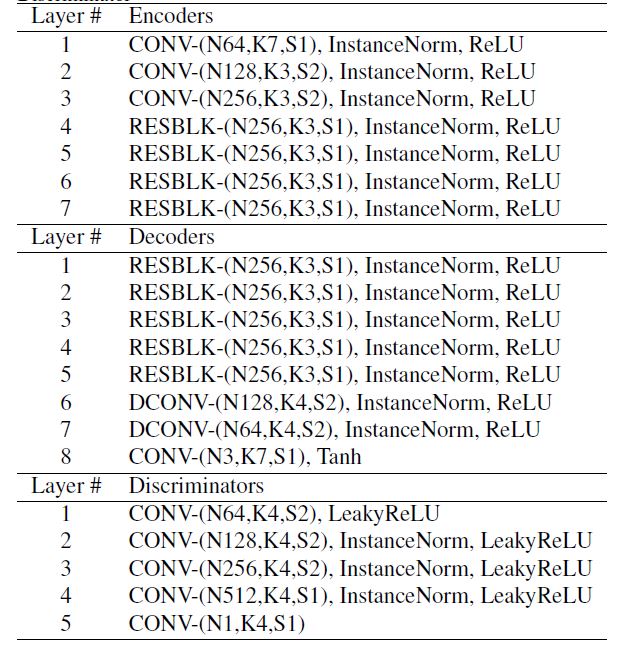 Layer # Encoders
1 CONV-(N64,K7,S1), InstanceNorm, ReLU
2 CONV-(N128,K3,S2), InstanceNorm, ReLU
3 CONV-(N256,K3,S2), InstanceNorm, ReLU
4 RESBLK-(N256,K3,S1), InstanceNorm, ReLU
5 RESBLK-(N256,K3,S1), InstanceNorm, ReLU
6 RESBLK-(N256,K3,S1), InstanceNorm, ReLU
7 RESBLK-(N256,K3,S1), InstanceNorm, ReLU
Layer # Decoders
1 RESBLK-(N256,K3,S1), InstanceNorm, ReLU
2 RESBLK-(N256,K3,S1), InstanceNorm, ReLU
3 RESBLK-(N256,K3,S1), InstanceNorm, ReLU
4 RESBLK-(N256,K3,S1), InstanceNorm, ReLU
5 RESBLK-(N256,K3,S1), InstanceNorm, ReLU
6 DCONV-(N128,K4,S2), InstanceNorm, ReLU
7 DCONV-(N64,K4,S2), InstanceNorm, ReLU
8 CONV-(N3,K7,S1), Tanh
Layer # Discriminators
1 CONV-(N64,K4,S2), LeakyReLU
2 CONV-(N128,K4,S2), InstanceNorm, LeakyReLU
3 CONV-(N256,K4,S2), InstanceNorm, LeakyReLU
4 CONV-(N512,K4,S1), InstanceNorm, LeakyReLU
5 CONV-(N1,K4,S1)